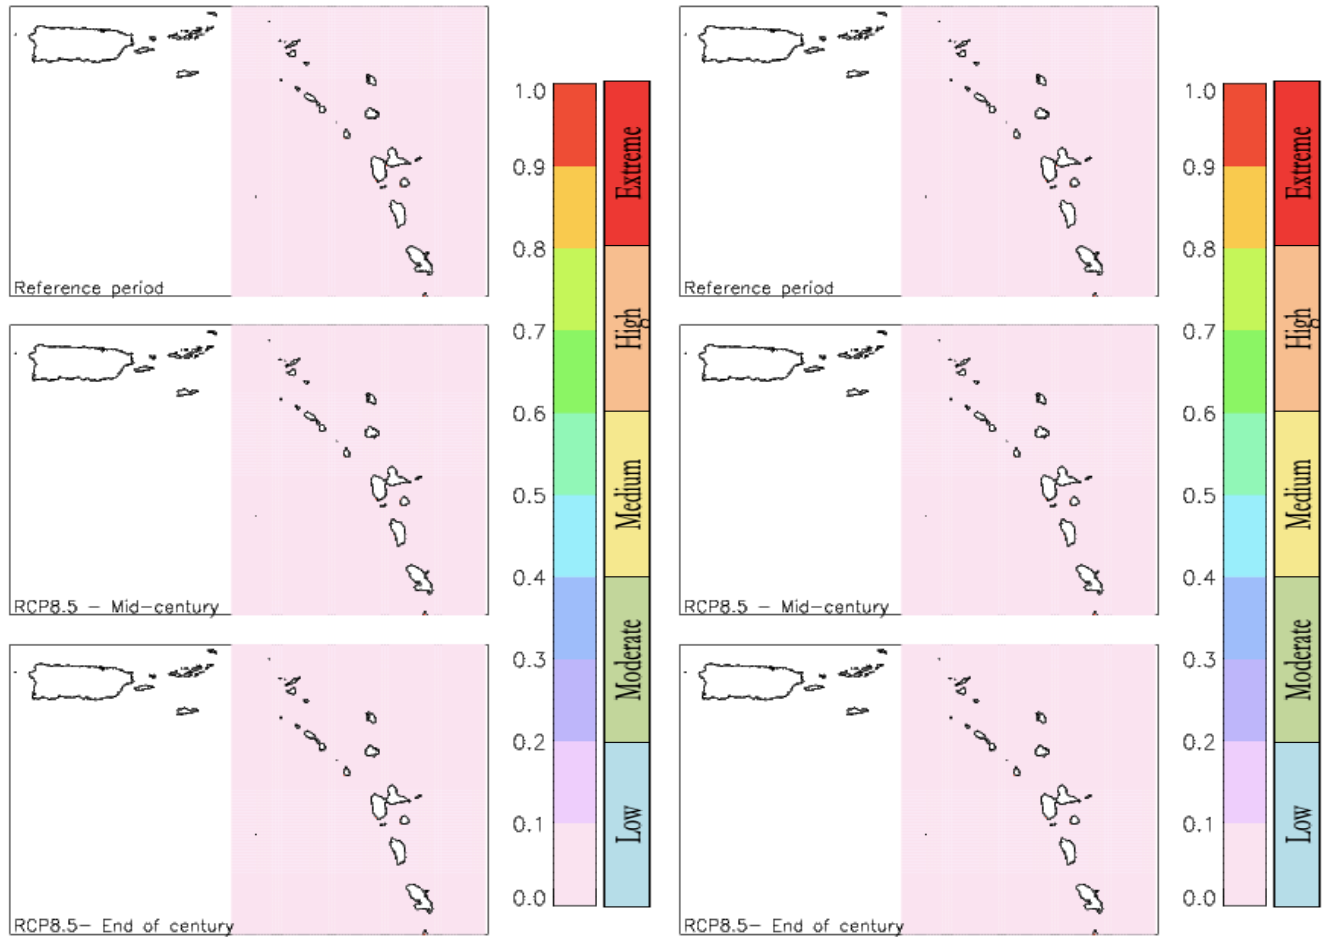 Reference period
RCP8.5 – Mid-century
RCP8.5– End of century
1.0
0.9
0.8
0.7
0.6
0.5
0.4
0.3
0.2
0.1
0.0
Extreme
High
Medium
Moderate
Low
Reference period
RCP8.5 – Mid-century
RCP8.5– End of century
1.0
0.9
0.8
0.7
0.6
0.5
0.4
0.3
0.2
0.1
0.0
Extreme
High
Medium
Moderate
Low